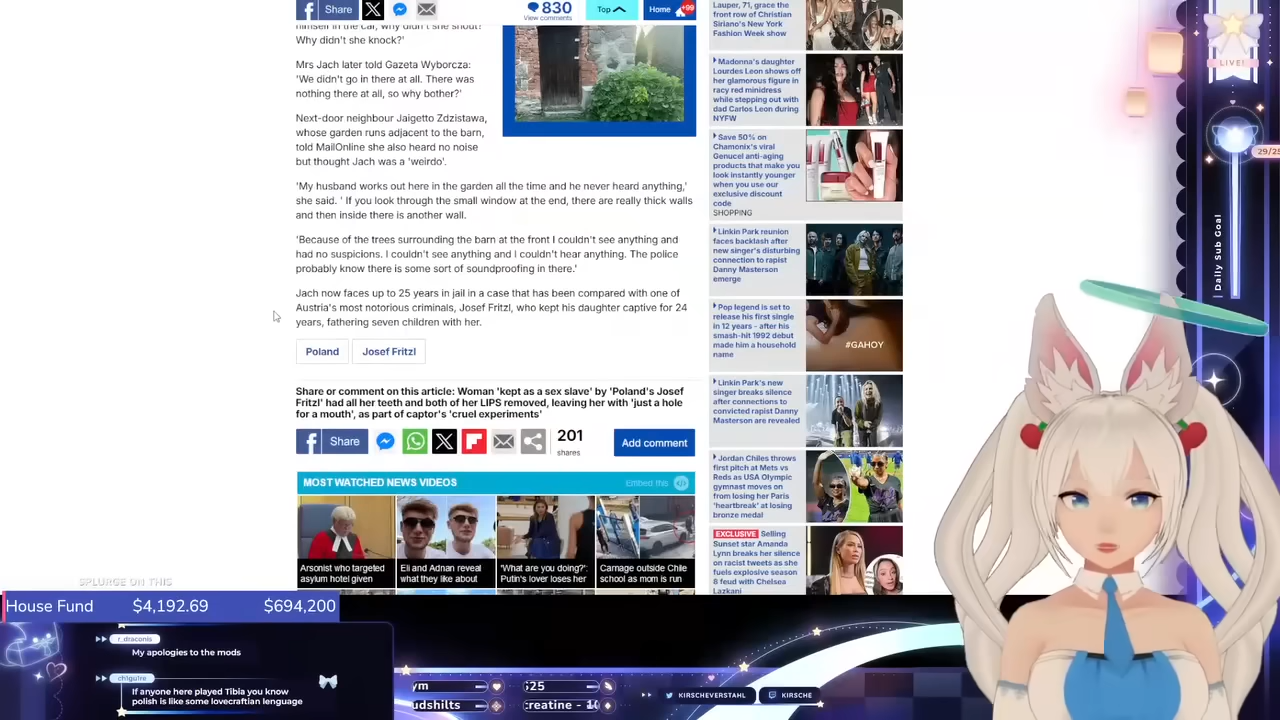 Share
830
View comments
Top
Home
+99
himself in the car, why didn't she shout?
Why didn't she knock?'
Mrs Jach later told Gazeta Wyborcza:
'We didn't go in there at all. There was
nothing there at all, so why bother?'
Next-door neighbour Jaigetto Zdzistawa,
whose garden runs adjacent to the barn,
told MailOnline she also heard no noise
but thought Jach was a 'weirdo'.
'My husband works out here in the garden all the time and he never heard anything,'
she said. ' If you look through the small window at the end, there are really thick walls
and then inside there is another wall.
'Because of the trees surrounding the barn at the front I couldn't see anything and
had no suspicions. I couldn't see anything and I couldn't hear anything. The police
probably know there is some sort of soundproofing in there.'
Jach now faces up to 25 years in jail in a case that has been compared with one of
Austria's most notorious criminals, Josef Fritzl, who kept his daughter captive for 24
years, fathering seven children with her.
Poland
Josef Fritzl
Share or comment on this article: Woman 'kept as a sex slave' by 'Poland's Josef
Fritzl' had all her teeth and both of her LIPS removed, leaving her with 'just a hole
for a mouth', as part of captor's 'cruel experiments'
Share
201
shares
Add comment
MOST WATCHED NEWS VIDEOS
Embed this
Arsonist who targeted
asylum hotel given
Eli and Adnan reveal
what they like about
'What are you doing?':
Putin's lover loses her
Carnage outside Chile
school as mom is run
Lauper, 71, grace the
front row of Christian
Siriano's New York
Fashion Week show
Madonna's daughter
Lourdes Leon shows off
her glamorous figure in
racy red minidress
while stepping out with
dad Carlos Leon during
NYFW
Save 50% on
Chamonix's viral
Genucel anti-aging
products that make you
look instantly younger
when you use our
exclusive discount
code
SHOPPING
Linkin Park reunion
faces backlash after
new singer's disturbing
connection to rapist
Danny Masterson
emerge
Pop legend is set to
release his first single
in 12 years - after his
smash-hit 1992 debut
made him a household
name
#GAHOY
Linkin Park's new
singer breaks silence
after connections to
convicted rapist Danny
Masterson are revealed
Jordan Chiles throws
first pitch at Mets vs
Reds as USA Olympic
gymnast moves on
from losing her Paris
'heartbreak' at losing
bronze medal
EXCLUSIVE Selling
Sunset star Amanda
Lynn breaks her silence
on racist tweets as she
fuels explosive season
8 feud with Chelsea
Lazkani
LIVE!
29/25
| Daily Sub Goal
SPLURGE ON THIS
House Fund $4,192.69 $694,200
r_draconis
My apologies to the mods
ch1gu1re
If anyone here played Tibia you know
polish is like some lovecraftian lenguage
KIRSCHEVERSTAHL
KIRSCHE